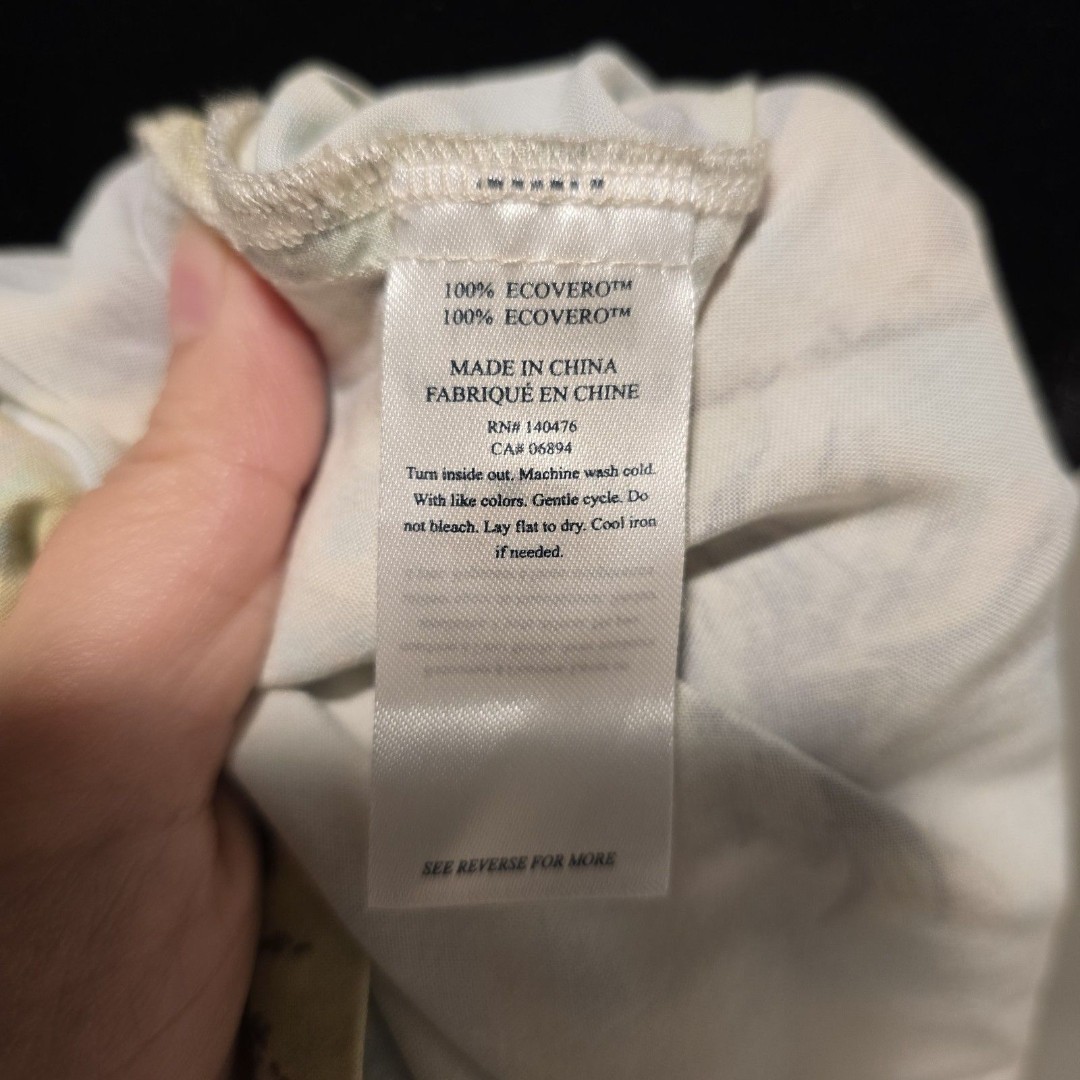 100% ECOVERO™
100% ECOVERO™
MADE IN CHINA
FABRIQUÉ EN CHINE
RN# 140476
CA# 06894
Turn inside out. Machine wash cold.
With like colors. Gentle cycle. Do
not bleach. Lay flat to dry. Cool iron
if needed.
SEE REVERSE FOR MORE